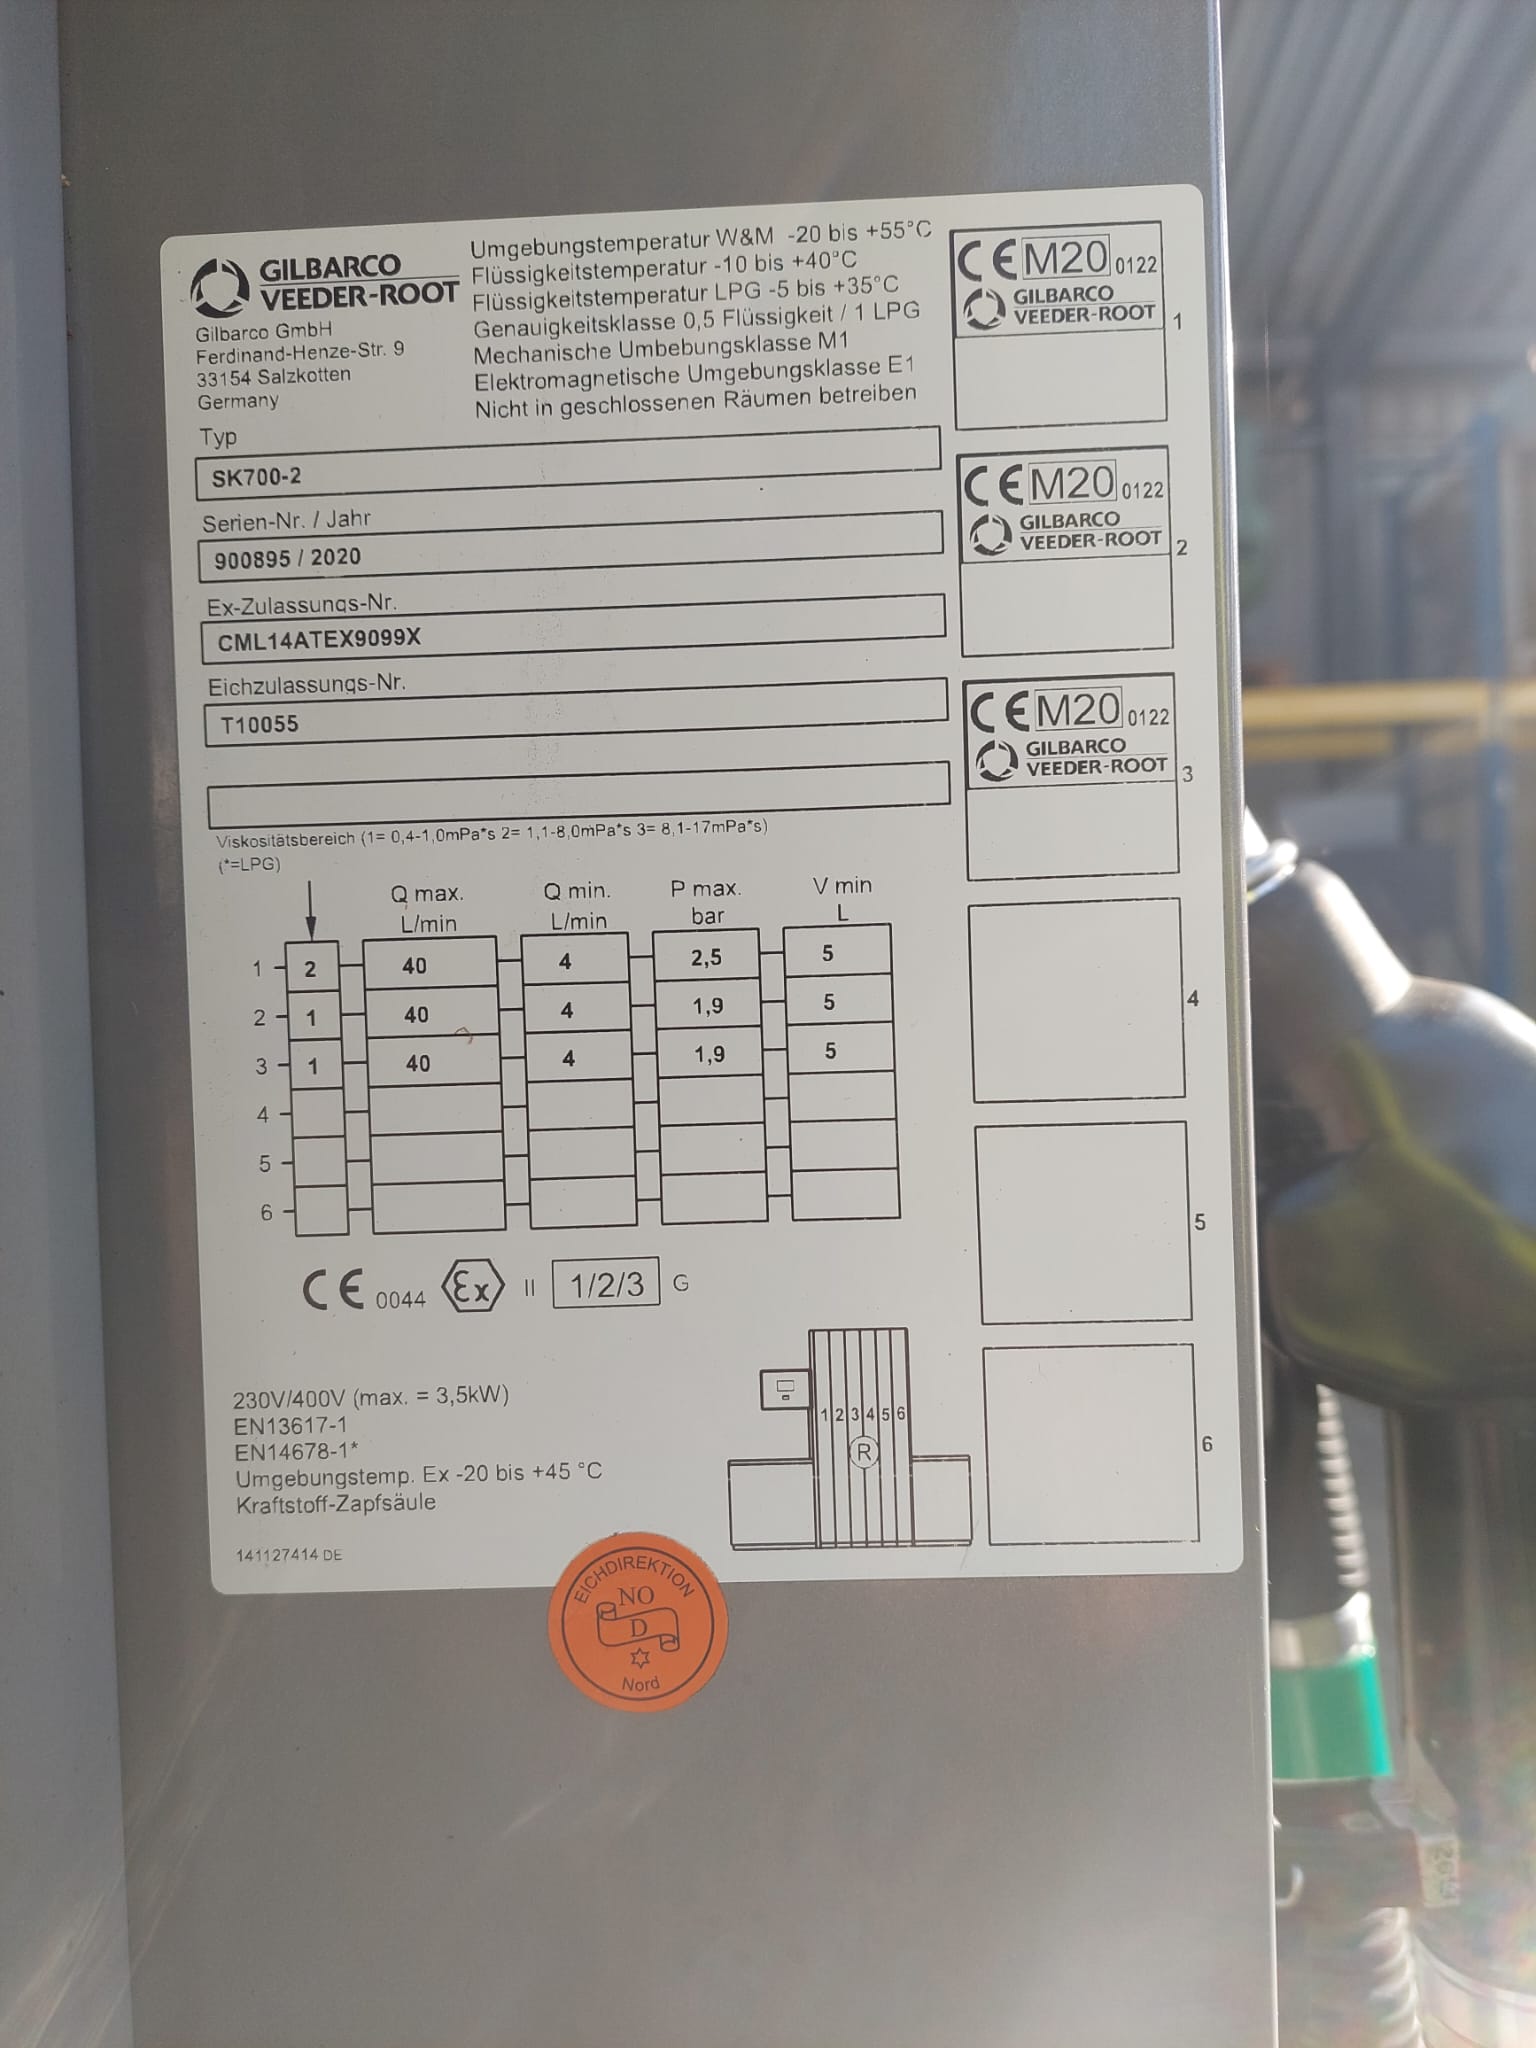 GILBARCO
VEEDER-ROOT
Gilbarco GmbH
Ferdinand-Henze-Str. 9
33154 Salzkotten
Germany
Umgebungstemperatur W&M -20 bis +55°C
Flüssigkeitstemperatur -10 bis +40°C
Flüssigkeitstemperatur LPG -5 bis +35°C
Genauigkeitsklasse 0,5 Flüssigkeit / 1 LPG
Mechanische Umbebungsklasse M1
Elektromagnetische Umgebungsklasse E1
Nicht in geschlossenen Räumen betreiben
Typ
SK700-2
Serien-Nr. / Jahr
900895 / 2020
Ex-Zulassungs-Nr.
CML14ATEX9099X
Eichzulassungs-Nr.
T10055
Viskositätsbereich (1= 0,4-1,0mPa*s 2= 1,1-8,0mPa*s 3= 8,1-17mPa*s)
(*=LPG)
Q max. Q min. P max. V min
L/min L/min bar L
1 2 40 4 2,5 5
2 1 40 4 1,9 5
3 1 40 4 1,9 5
4
5
6
CE 0044 Ex II 1/2/3 G
230V/400V (max. = 3,5kW)
EN13617-1
EN14678-1*
Umgebungstemp. Ex -20 bis +45 °C
Kraftstoff-Zapfsäule
141127414 DE
1 2 3 4 5 6
R
CE M20 0122
GILBARCO
VEEDER-ROOT 1
CE M20 0122
GILBARCO
VEEDER-ROOT 2
CE M20 0122
GILBARCO
VEEDER-ROOT 3
4
5
6
EICHDIREKTION
NO
D
Nord